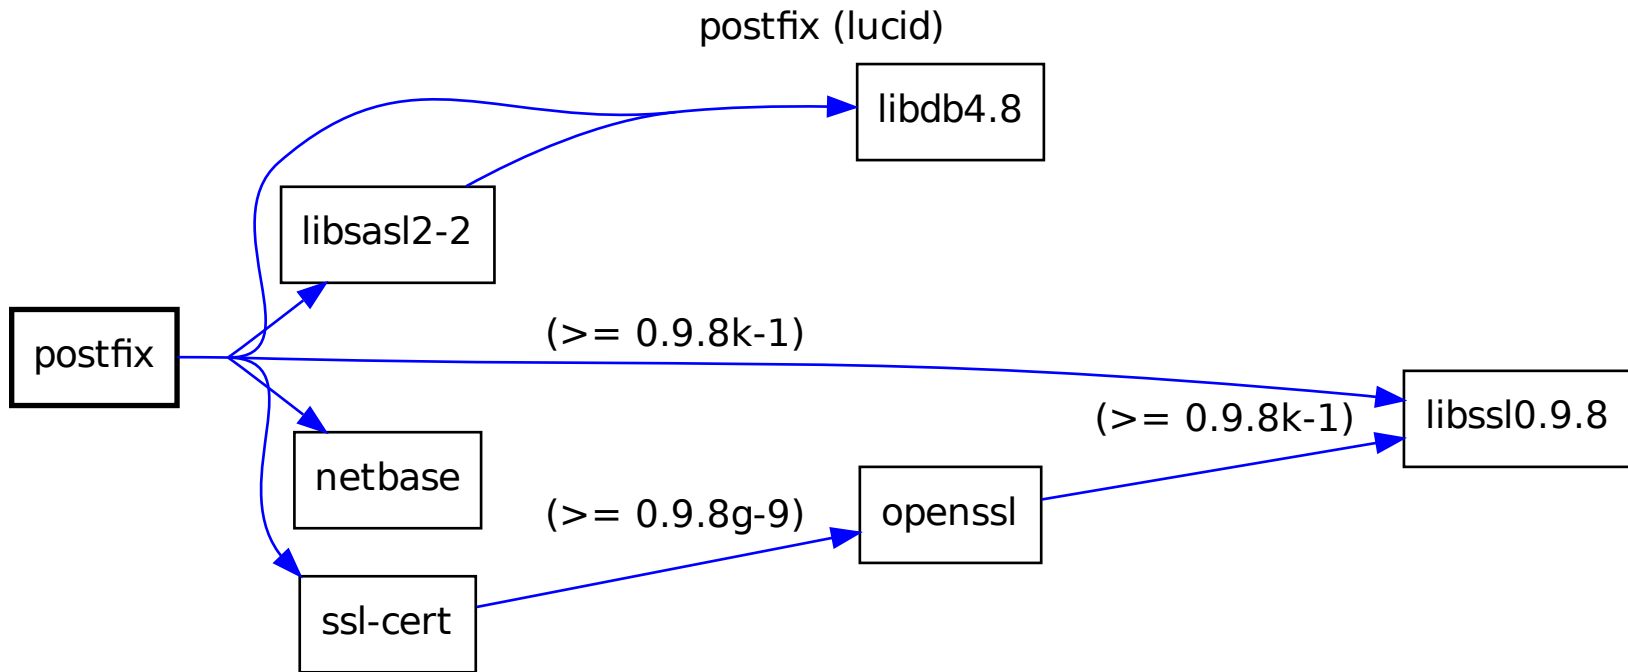 postfix (lucid)
libdb4.8
libsasl2-2
(>= 0.9.8k-1)
postfix
(>= 0.9.8k-1)
libssl0.9.8
netbase
(>= 0.9.8g-9)
openssl
ssl-cert